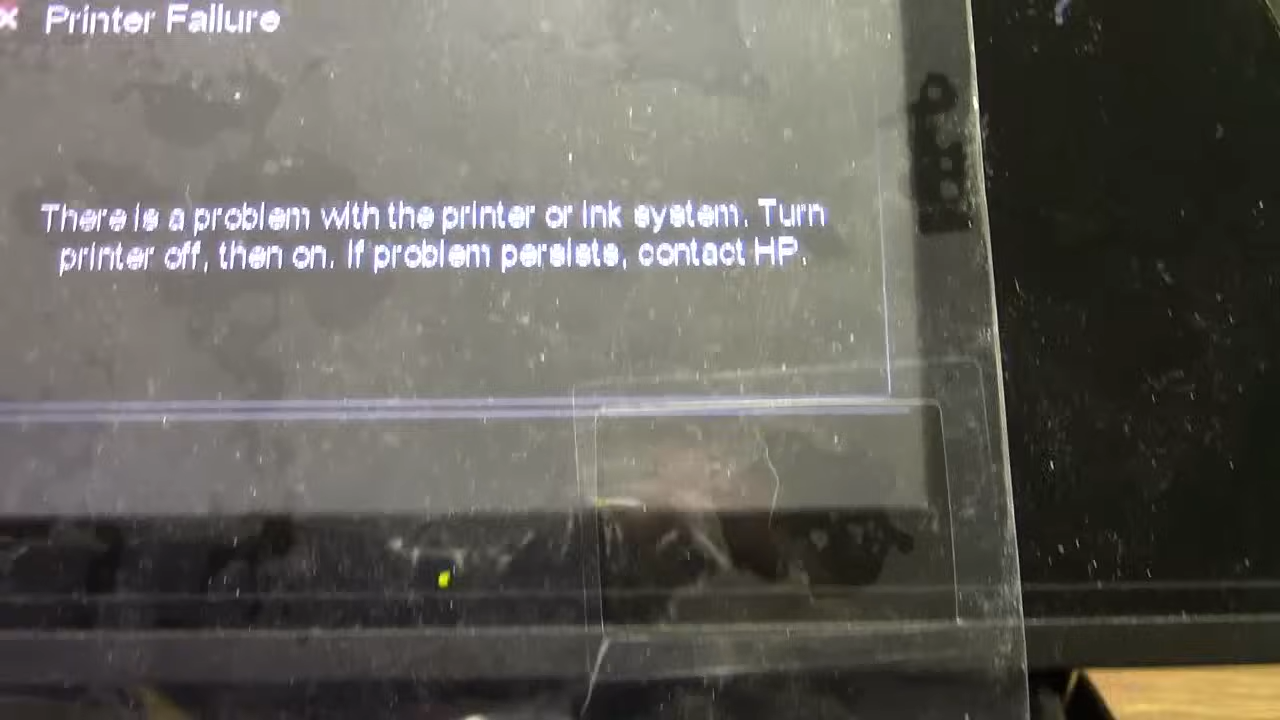 Printer Failure
There is a problem with the printer or ink system. Turn
printer off, then on. If problem persists, contact HP.